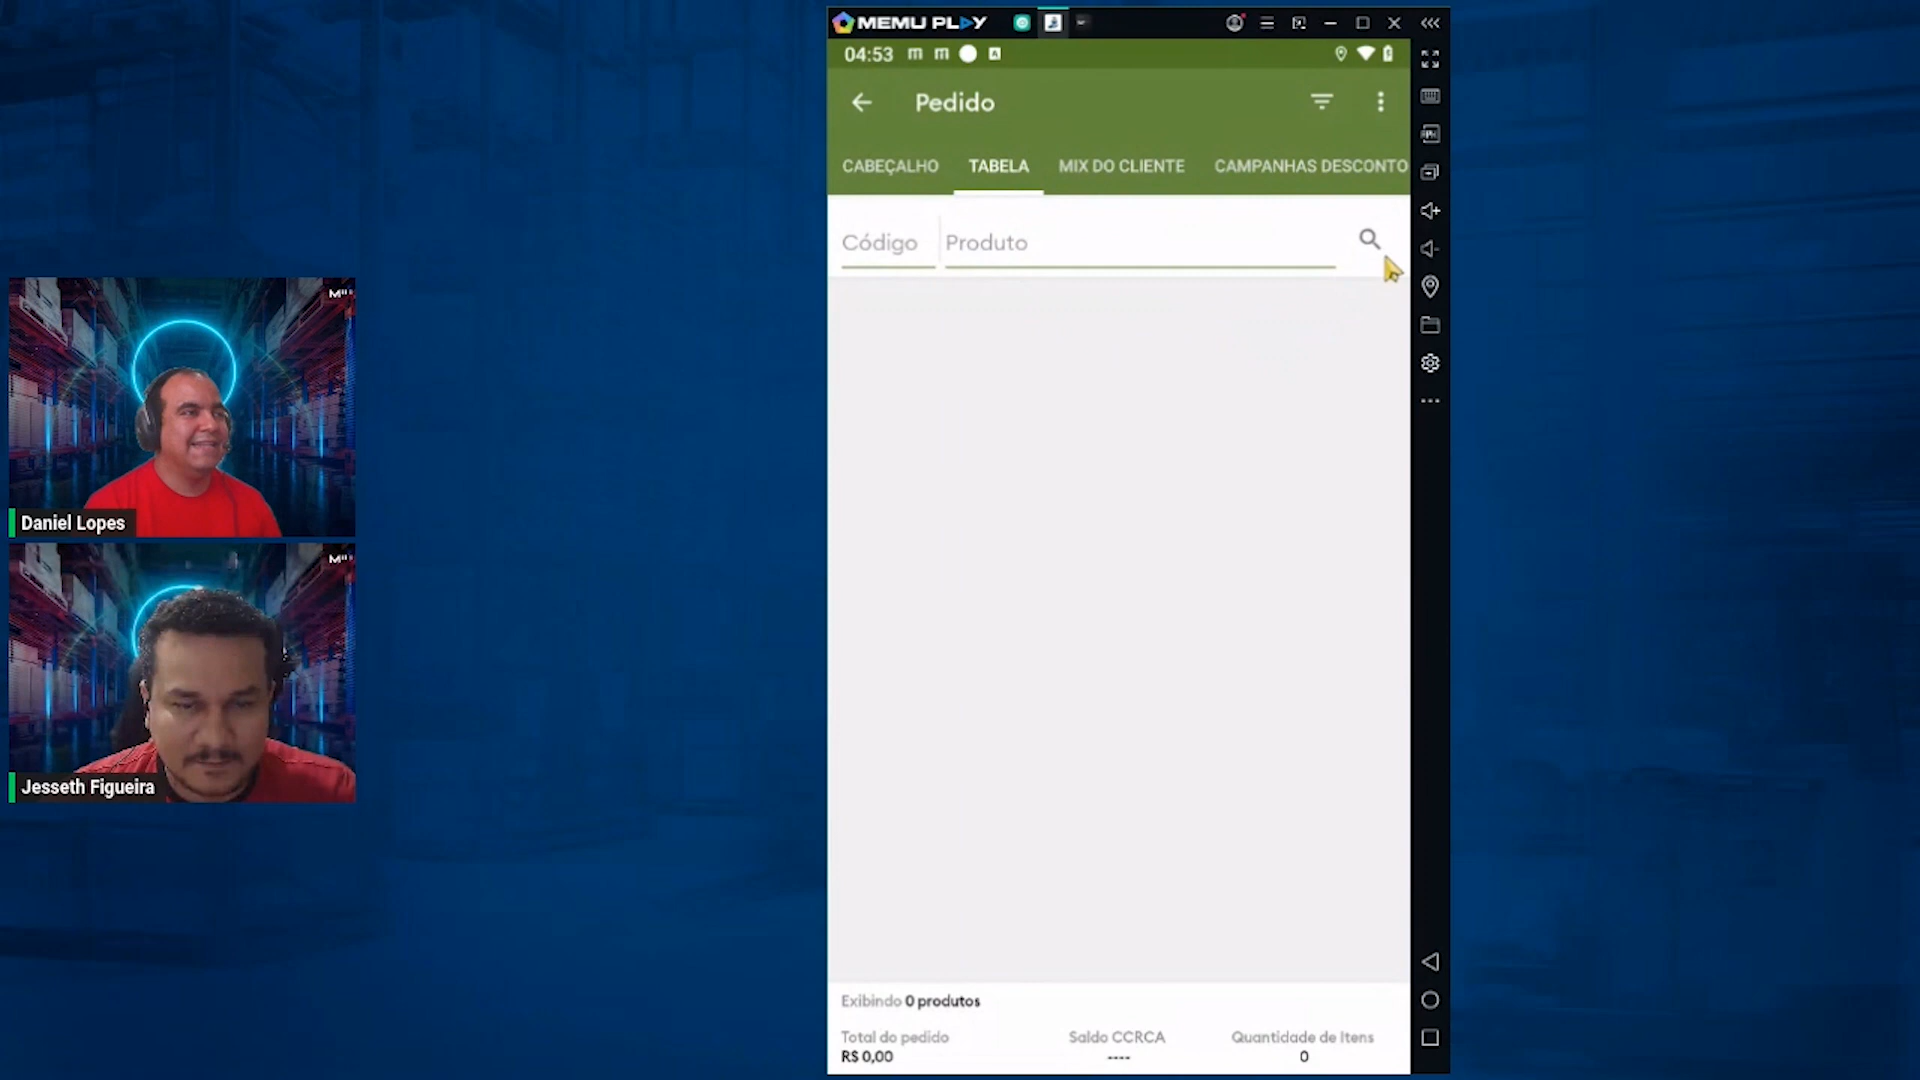 MEMU PLAY
04:53
Pedido
CABEÇALHO TABELA MIX DO CLIENTE CAMPANHAS DESCONTO
Código Produto
Daniel Lopes
Jesseth Figueira
Exibindo 0 produtos
Total do pedido Saldo CCRCA Quantidade de Itens
R$ 0,00 ---- 0